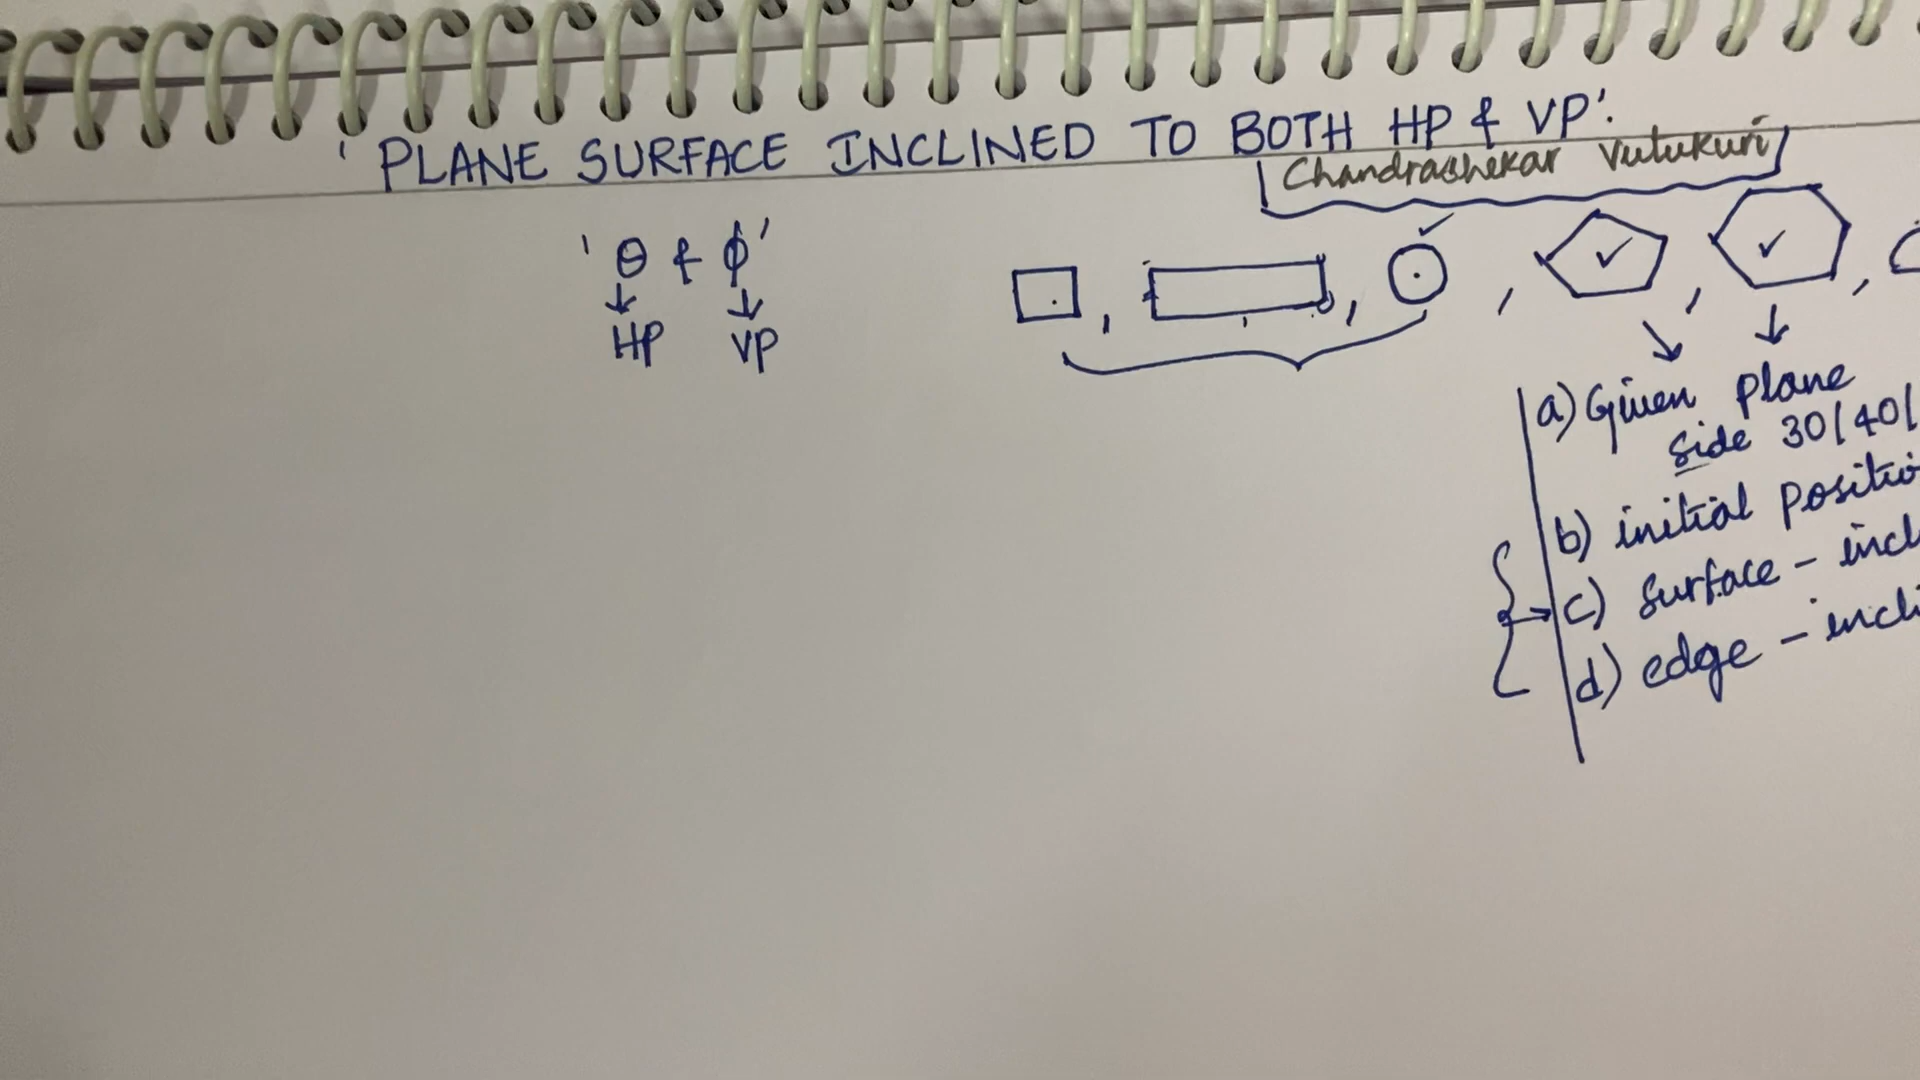 'PLANE SURFACE INCLINED TO BOTH HP & VP'.
Chandrashekar Vutukuri
'θ & φ'
HP VP
a) Given plane
side 30/40/
b) initial positio
c) surface - incl
d) edge - incli